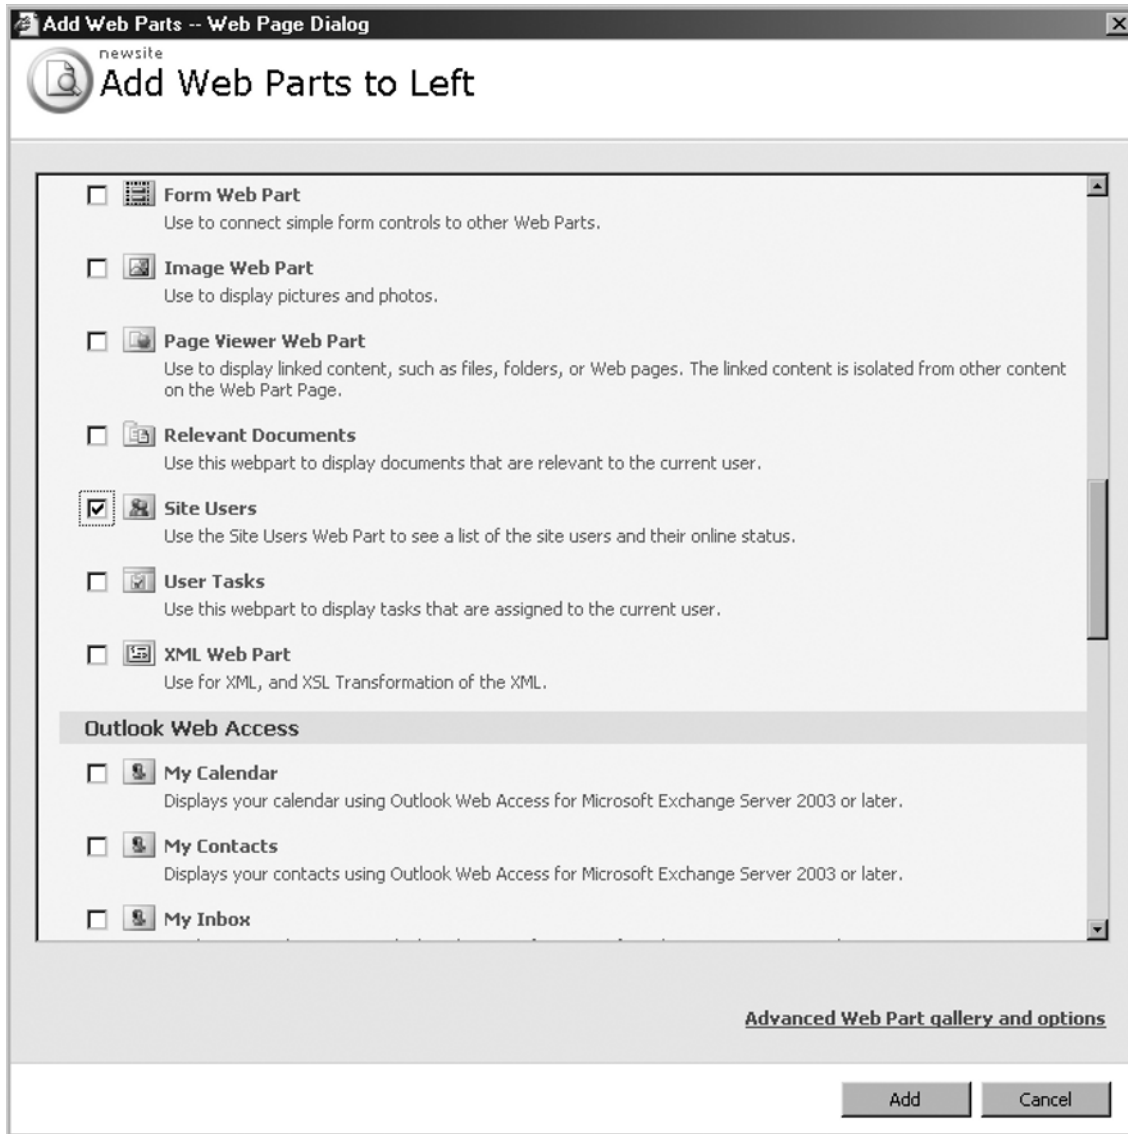 Add Web Parts -- Web Page Dialog
newsite
Add Web Parts to Left
Form Web Part
Use to connect simple form controls to other Web Parts.
Image Web Part
Use to display pictures and photos.
Page Viewer Web Part
Use to display linked content, such as files, folders, or Web pages. The linked content is isolated from other content
on the Web Part Page.
Relevant Documents
Use this webpart to display documents that are relevant to the current user.
Site Users
Use the Site Users Web Part to see a list of the site users and their online status.
User Tasks
Use this webpart to display tasks that are assigned to the current user.
XML Web Part
Use for XML, and XSL Transformation of the XML.
Outlook Web Access
My Calendar
Displays your calendar using Outlook Web Access for Microsoft Exchange Server 2003 or later.
My Contacts
Displays your contacts using Outlook Web Access for Microsoft Exchange Server 2003 or later.
My Inbox
Advanced Web Part gallery and options
Add Cancel